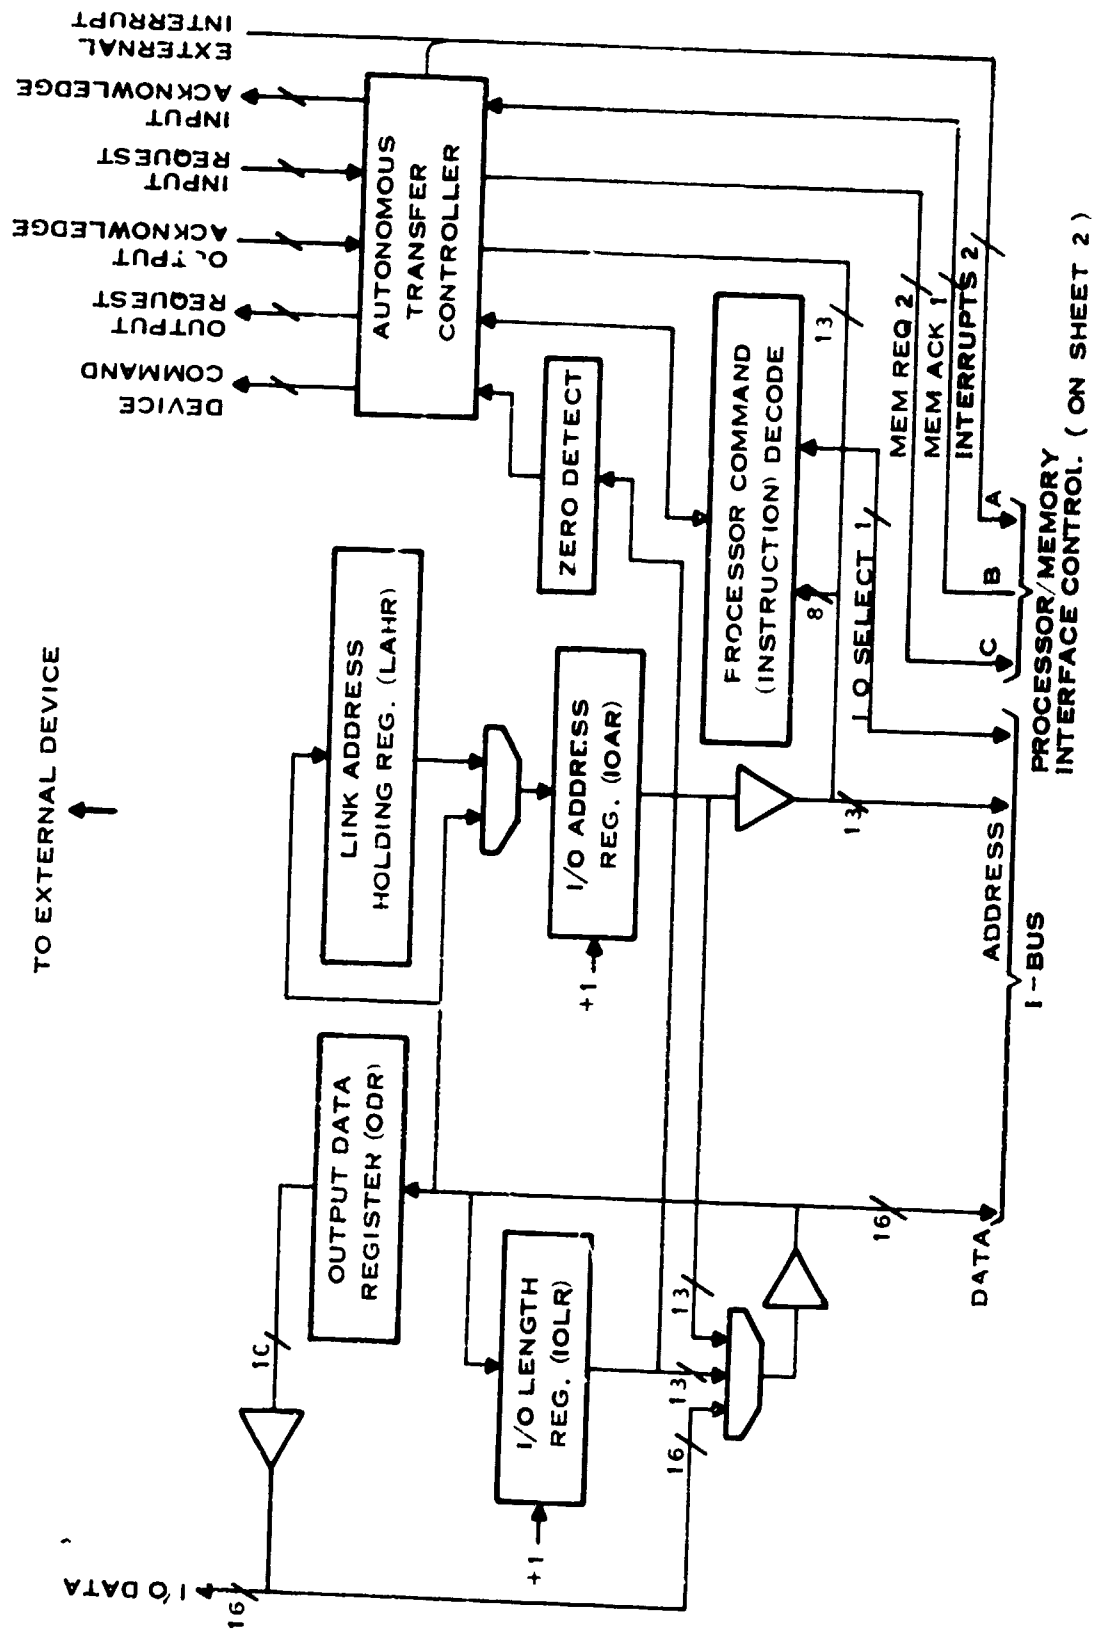 TO EXTERNAL DEVICE
I/O DATA
16
DEVICE
COMMAND
OUTPUT
REQUEST
OUTPUT
ACKNOWLEDGE
INPUT
REQUEST
INPUT
ACKNOWLEDGE
EXTERNAL
INTERRUPT
OUTPUT DATA
REGISTER (ODR)
LINK ADDRESS
HOLDING REG. (LAHR)
AUTONOMOUS
TRANSFER
CONTROLLER
+1
I/O LENGTH
REG. (IOLR)
+1
I/O ADDRESS
REG. (IOAR)
ZERO DETECT
16
13
13
FROCESSOR COMMAND
(INSTRUCTION) DECODE
8
13
13
16
I O SELECT 1
MEM REQ 2
MEM ACK 1
INTERRUPTS 2
DATA
ADDRESS
C
B
A
I-BUS
PROCESSOR/MEMORY
INTERFACE CONTROL. ( ON SHEET 2 )